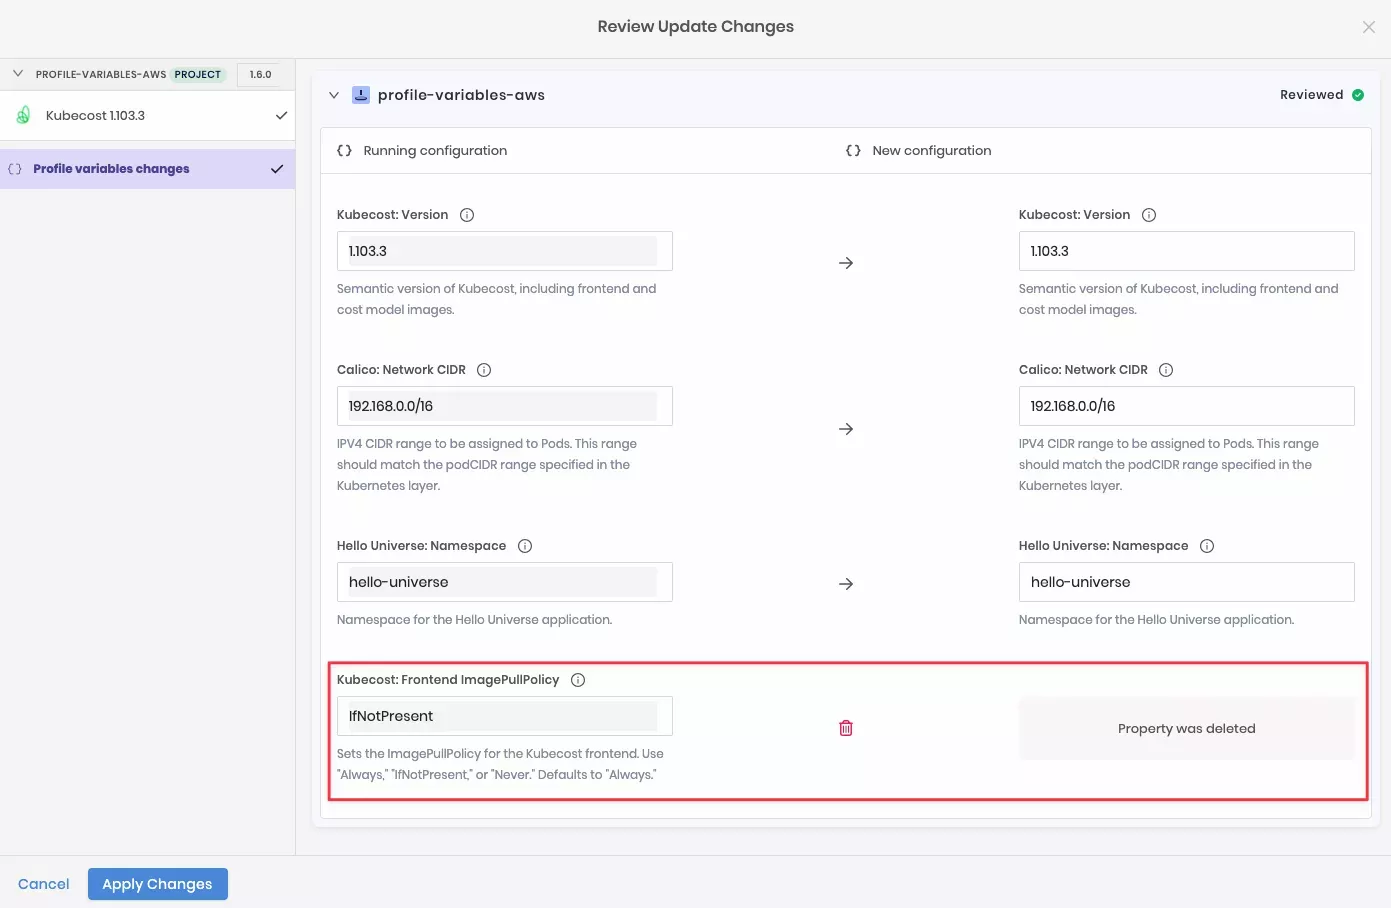 Review Update Changes
PROFILE-VARIABLES-AWS PROJECT 1.6.0
Kubecost 1.103.3
Profile variables changes
profile-variables-aws
Reviewed
Running configuration
New configuration
Kubecost: Version
1.103.3
Semantic version of Kubecost, including frontend and
cost model images.
Kubecost: Version
1.103.3
Semantic version of Kubecost, including frontend and
cost model images.
Calico: Network CIDR
192.168.0.0/16
IPV4 CIDR range to be assigned to Pods. This range
should match the podCIDR range specified in the
Kubernetes layer.
Calico: Network CIDR
192.168.0.0/16
IPV4 CIDR range to be assigned to Pods. This range
should match the podCIDR range specified in the
Kubernetes layer.
Hello Universe: Namespace
hello-universe
Namespace for the Hello Universe application.
Hello Universe: Namespace
hello-universe
Namespace for the Hello Universe application.
Kubecost: Frontend ImagePullPolicy
IfNotPresent
Sets the ImagePullPolicy for the Kubecost frontend. Use
"Always," "IfNotPresent," or "Never." Defaults to "Always."
Property was deleted
Cancel
Apply Changes